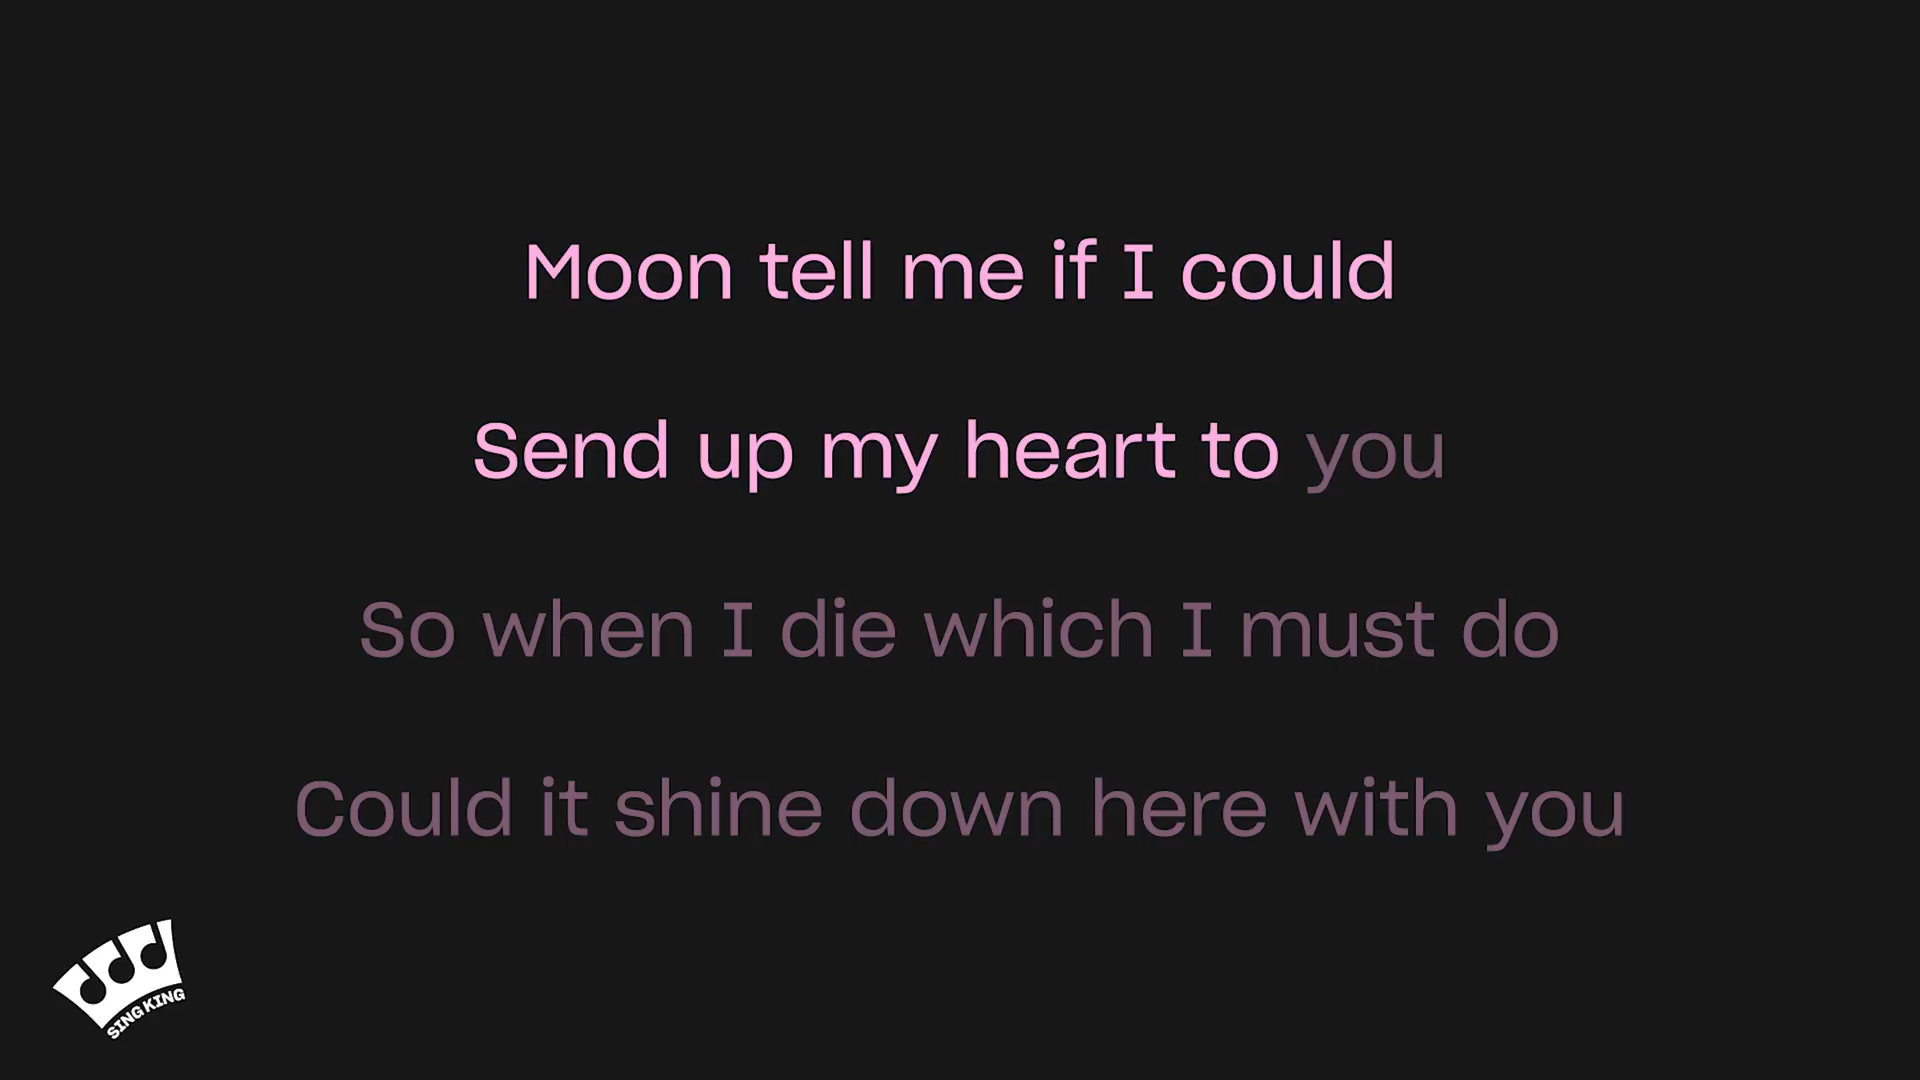 Moon tell me if I could
Send up my heart to you
So when I die which I must do
Could it shine down here with you
SING KING